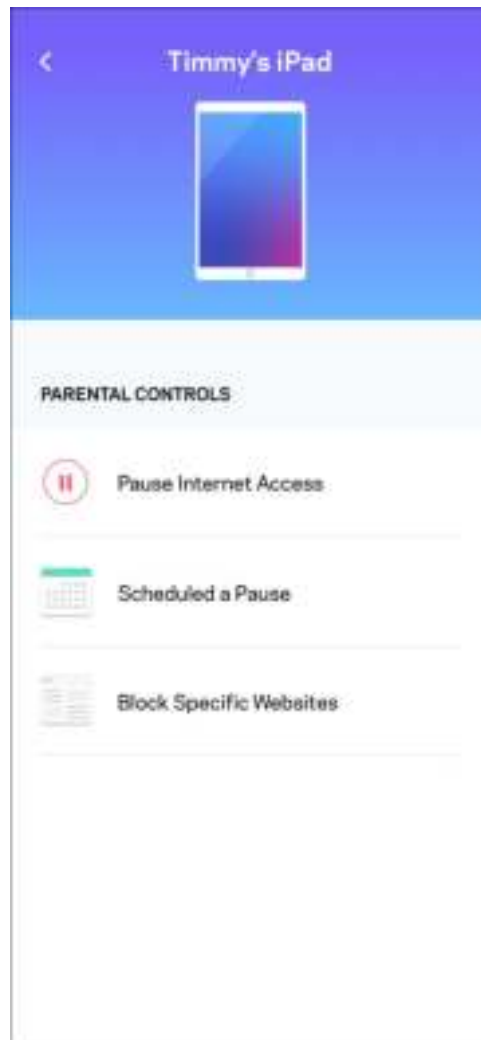 Timmy's iPad
PARENTAL CONTROLS
Pause Internet Access
Scheduled a Pause
Block Specific Websites